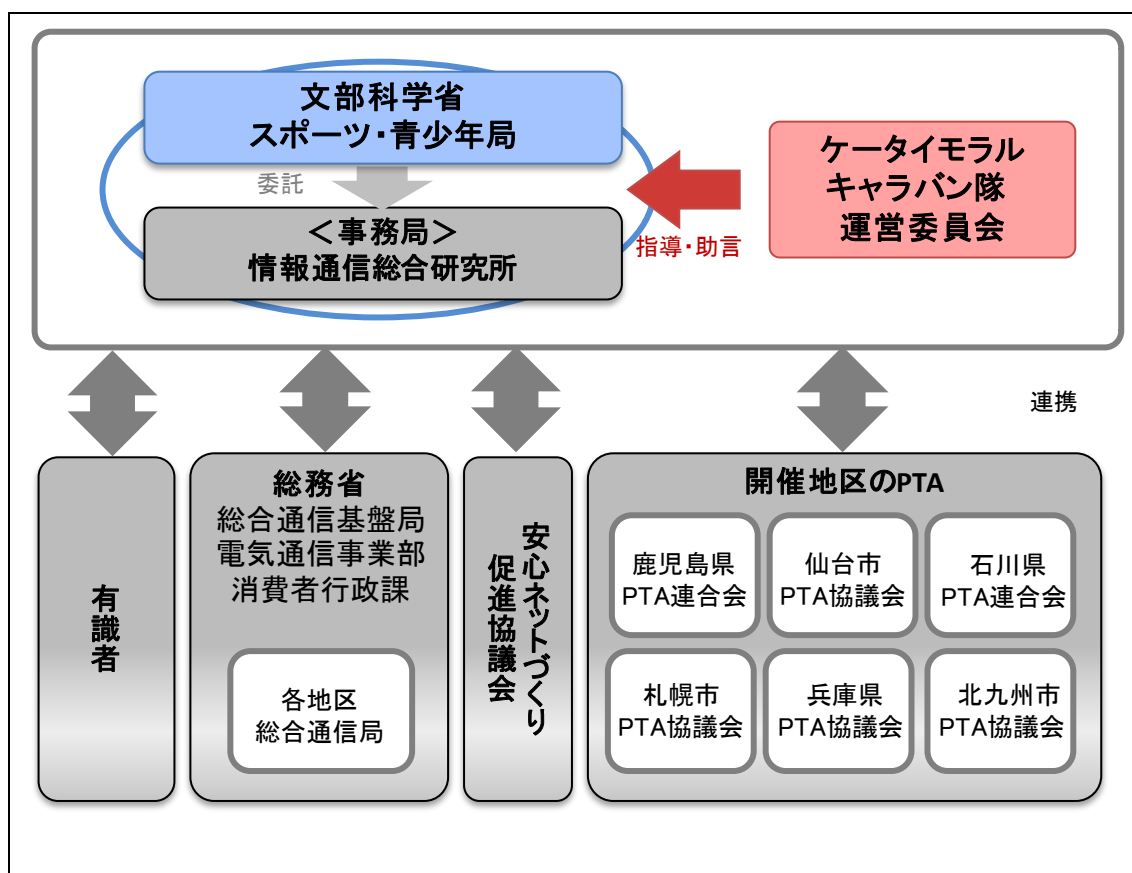 文部科学省
スポーツ・青少年局
委託
＜事務局＞
情報通信総合研究所
ケータイモラル
キャラバン隊
運営委員会
指導・助言
連携
有識者
総務省
総合通信基盤局
電気通信事業部
消費者行政課
各地区
総合通信局
安心ネットづくり
促進協議会
開催地区のPTA
鹿児島県
PTA連合会
仙台市
PTA協議会
石川県
PTA連合会
札幌市
PTA協議会
兵庫県
PTA協議会
北九州市
PTA協議会